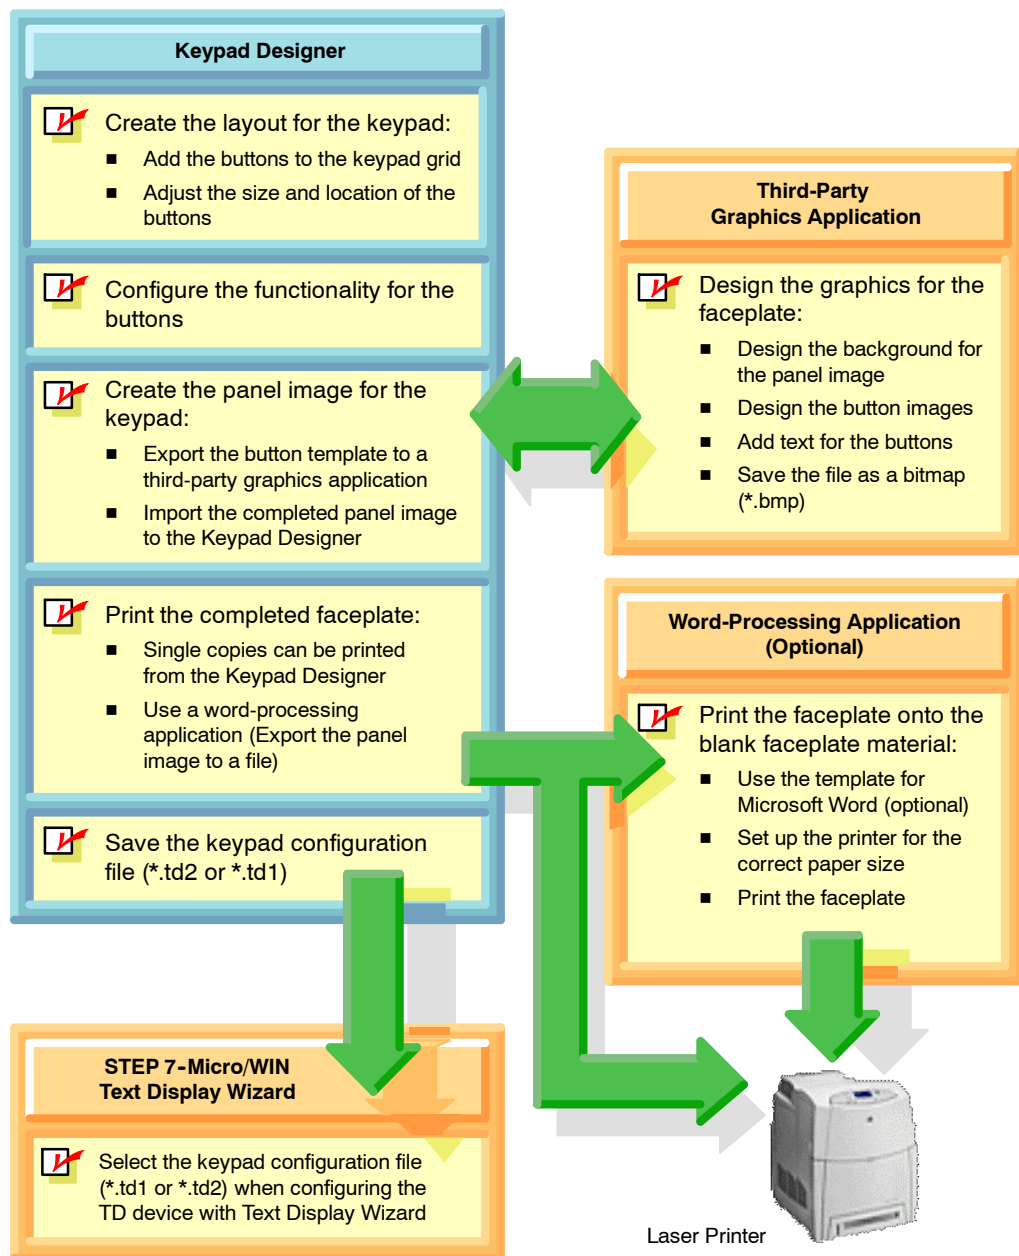 Keypad Designer
Create the layout for the keypad:
■ Add the buttons to the keypad grid
■ Adjust the size and location of the
buttons
Configure the functionality for the
buttons
Create the panel image for the
keypad:
■ Export the button template to a
third-party graphics application
■ Import the completed panel image
to the Keypad Designer
Print the completed faceplate:
■ Single copies can be printed
from the Keypad Designer
■ Use a word-processing
application (Export the panel
image to a file)
Save the keypad configuration
file (*.td2 or *.td1)
Third-Party
Graphics Application
Design the graphics for the
faceplate:
■ Design the background for
the panel image
■ Design the button images
■ Add text for the buttons
■ Save the file as a bitmap
(*.bmp)
Word-Processing Application
(Optional)
Print the faceplate onto the
blank faceplate material:
■ Use the template for
Microsoft Word (optional)
■ Set up the printer for the
correct paper size
■ Print the faceplate
STEP 7-Micro/WIN
Text Display Wizard
Select the keypad configuration file
(*.td1 or *.td2) when configuring the
TD device with Text Display Wizard
Laser Printer